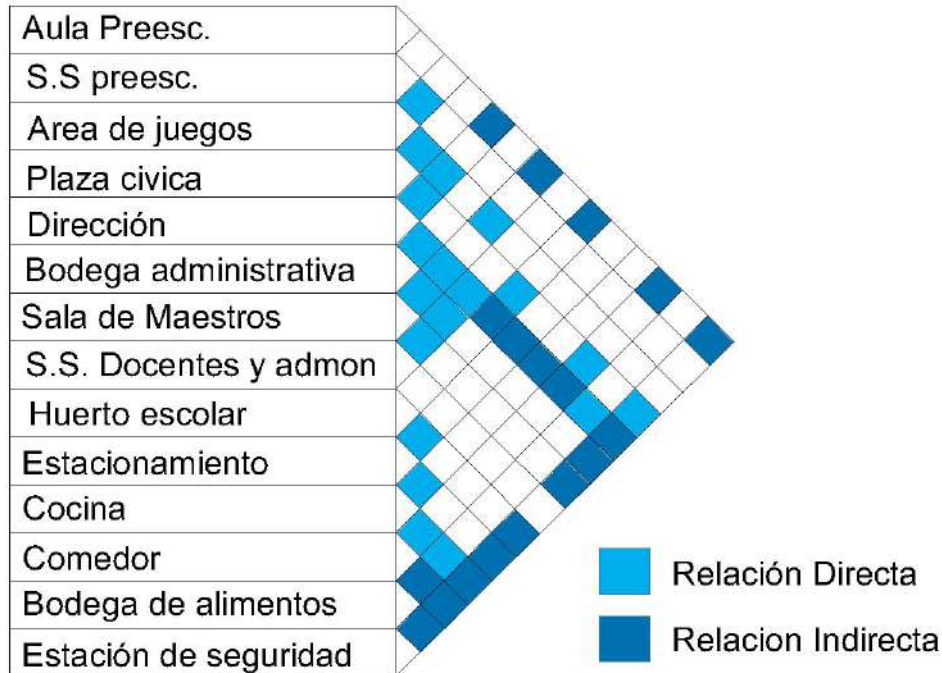 Aula Preesc.
S.S preesc.
Area de juegos
Plaza civica
Dirección
Bodega administrativa
Sala de Maestros
S.S. Docentes y admon
Huerto escolar
Estacionamiento
Cocina
Comedor
Bodega de alimentos
Estación de seguridad
Relación Directa
Relacion Indirecta